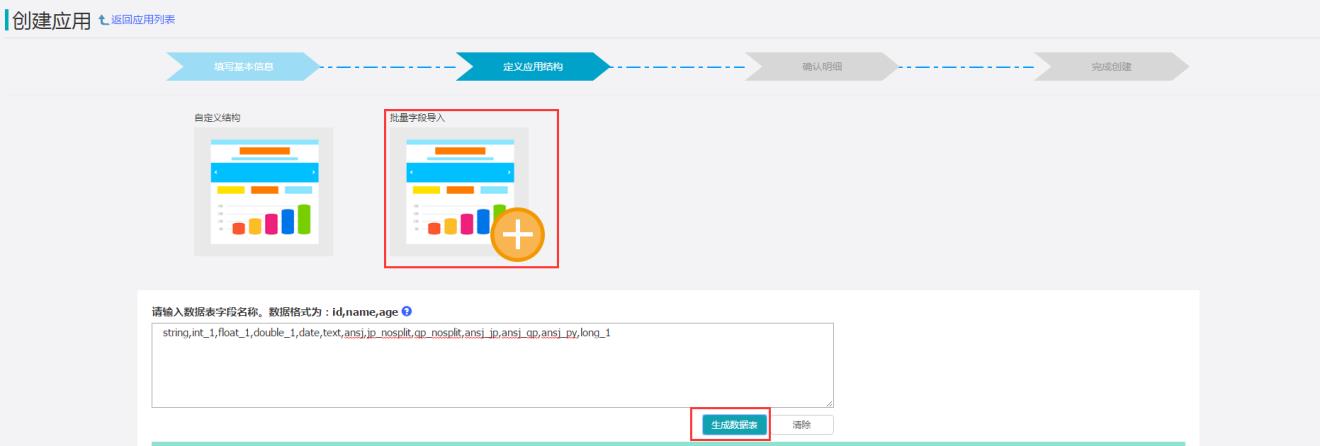 创建应用 返回应用列表
填写基本信息 定义应用结构 确认明细 完成创建
自定义结构 批量字段导入
请输入数据表字段名称。数据格式为：id,name,age
string,int_1,float_1,double_1,date,text,ansj,jp_nosplit,qp_nosplit,ansj_jp,ansj_qp,ansj_py,long_1
生成数据表 清除